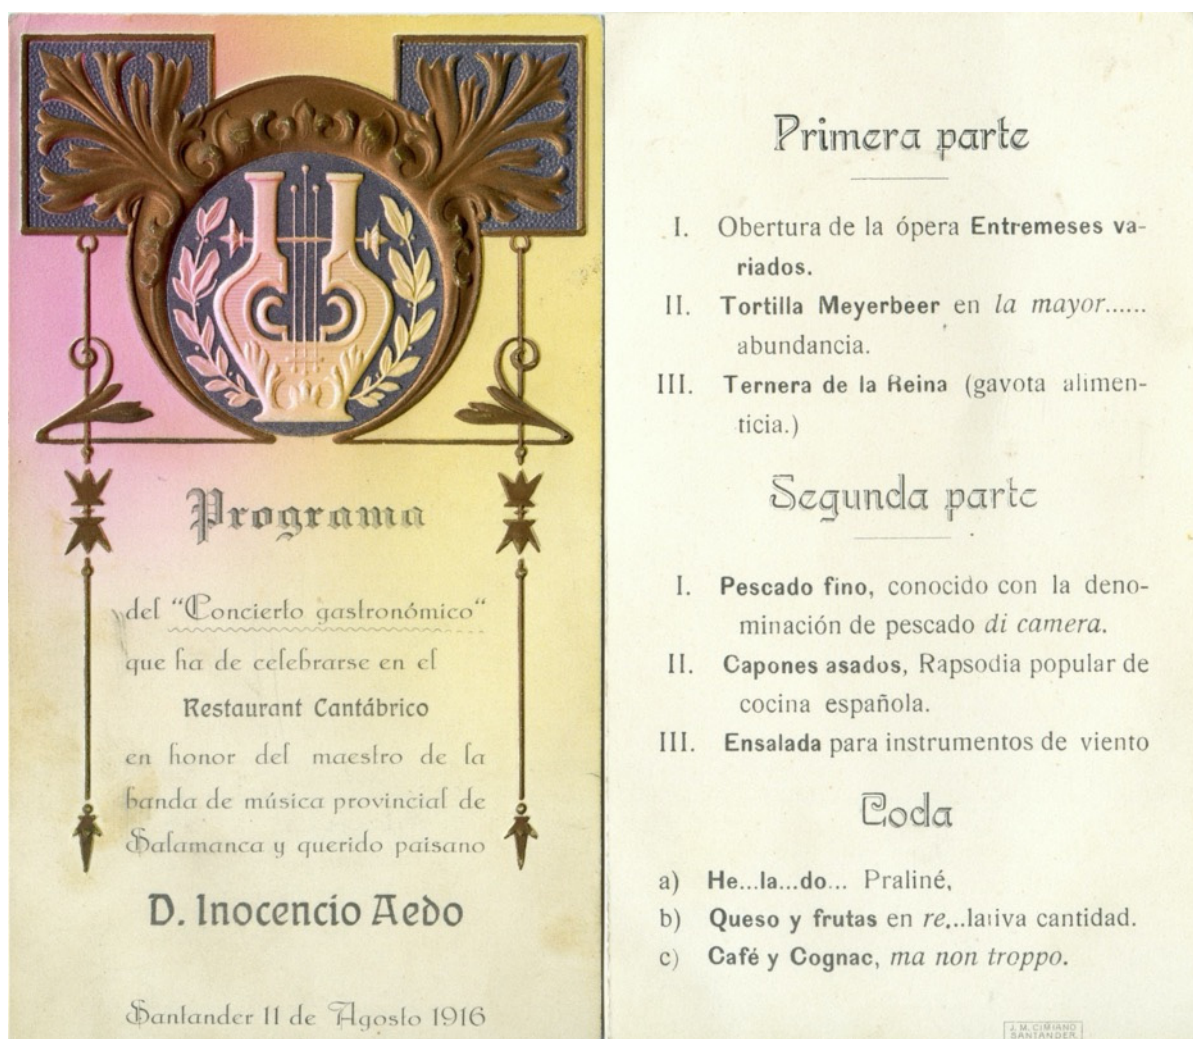 Programa
del "Concierto gastronómico"
que ha de celebrarse en el
Restaurant Cantábrico
en honor del maestro de la
banda de música provincial de
Salamanca y querido paisano
D. Inocencio Aedo
Santander 11 de Agosto 1916
Primera parte
I. Obertura de la ópera Entremeses va-
riados.
II. Tortilla Meyerbeer en la mayor......
abundancia.
III. Ternera de la Reina (gavota alimen-
ticia.)
Segunda parte
I. Pescado fino, conocido con la deno-
minación de pescado di camera.
II. Capones asados, Rapsodia popular de
cocina española.
III. Ensalada para instrumentos de viento
Coda
a) He...la...do... Praliné,
b) Queso y frutas en re...lativa cantidad.
c) Café y Cognac, ma non troppo.
J. M. CIMIANO
SANTANDER